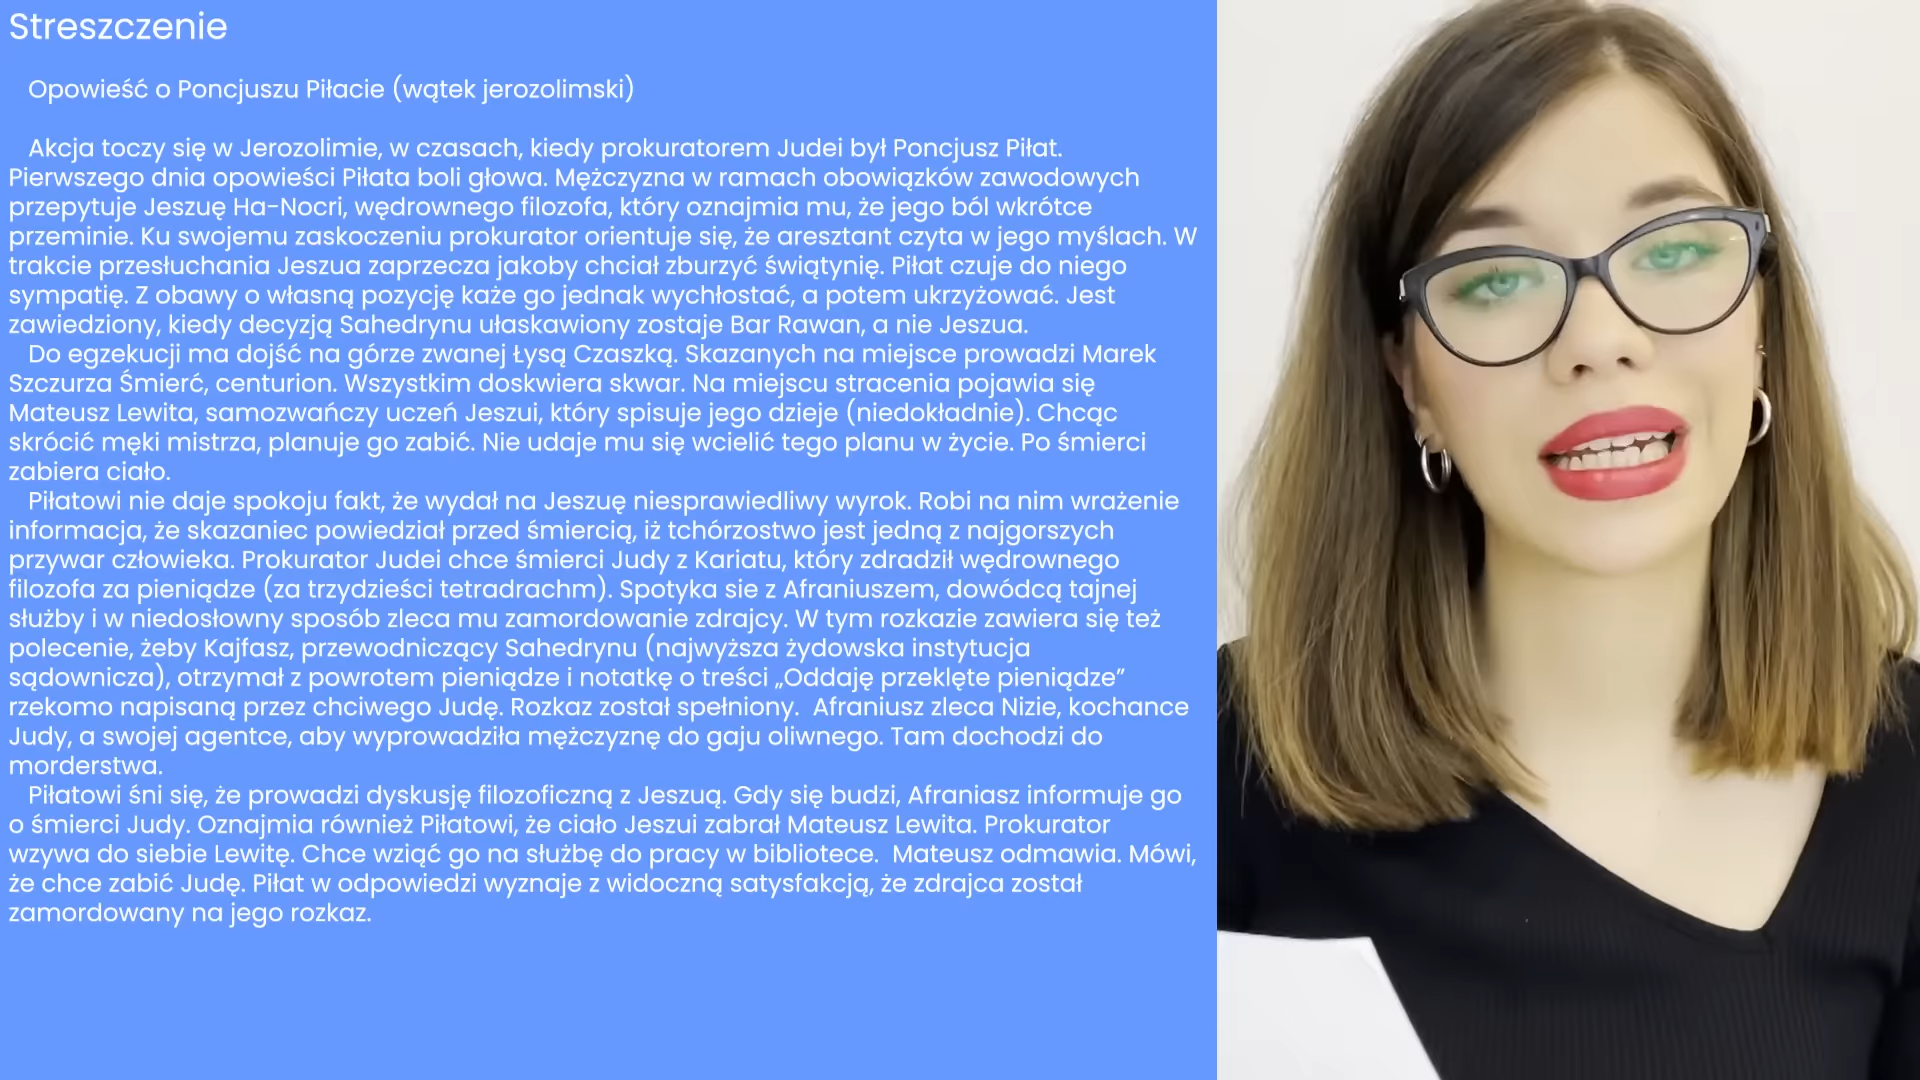 Streszczenie
Opowieść o Poncjuszu Piłacie (wątek jerozolimski)
Akcja toczy się w Jerozolimie, w czasach, kiedy prokuratorem Judei był Poncjusz Piłat.
Pierwszego dnia opowieści Piłata boli głowa. Mężczyzna w ramach obowiązków zawodowych
przepytuje Jeszuę Ha-Nocri, wędrownego filozofa, który oznajmia mu, że jego ból wkrótce
przeminie. Ku swojemu zaskoczeniu prokurator orientuje się, że aresztant czyta w jego myślach. W
trakcie przesłuchania Jeszua zaprzecza jakoby chciał zburzyć świątynię. Piłat czuje do niego
sympatię. Z obawy o własną pozycję każe go jednak wychłostać, a potem ukrzyżować. Jest
zawiedziony, kiedy decyzją Sahedrynu ułaskawiony zostaje Bar Rawan, a nie Jeszua.
Do egzekucji ma dojść na górze zwanej Łysą Czaszką. Skazanych na miejsce prowadzi Marek
Szczurza Śmierć, centurion. Wszystkim doskwiera skwar. Na miejscu stracenia pojawia się
Mateusz Lewita, samozwańczy uczeń Jeszui, który spisuje jego dzieje (niedokładnie). Chcąc
skrócić męki mistrza, planuje go zabić. Nie udaje mu się wcielić tego planu w życie. Po śmierci
zabiera ciało.
Piłatowi nie daje spokoju fakt, że wydał na Jeszuę niesprawiedliwy wyrok. Robi na nim wrażenie
informacja, że skazaniec powiedział przed śmiercią, iż tchórzostwo jest jedną z najgorszych
przywar człowieka. Prokurator Judei chce śmierci Judy z Kariatu, który zdradził wędrownego
filozofa za pieniądze (za trzydzieści tetradrachm). Spotyka sie z Afraniuszem, dowódcą tajnej
służby i w niedosłowny sposób zleca mu zamordowanie zdrajcy. W tym rozkazie zawiera się też
polecenie, żeby Kajfasz, przewodniczący Sahedrynu (najwyższa żydowska instytucja
sądownicza), otrzymał z powrotem pieniądze i notatkę o treści „Oddaję przeklęte pieniądze”
rzekomo napisaną przez chciwego Judę. Rozkaz został spełniony.  Afraniusz zleca Nizie, kochance
Judy, a swojej agentce, aby wyprowadziła mężczyznę do gaju oliwnego. Tam dochodzi do
morderstwa.
Piłatowi śni się, że prowadzi dyskusję filozoficzną z Jeszuą. Gdy się budzi, Afraniasz informuje go
o śmierci Judy. Oznajmia również Piłatowi, że ciało Jeszui zabrał Mateusz Lewita. Prokurator
wzywa do siebie Lewitę. Chce wziąć go na służbę do pracy w bibliotece.  Mateusz odmawia. Mówi,
że chce zabić Judę. Piłat w odpowiedzi wyznaje z widoczną satysfakcją, że zdrajca został
zamordowany na jego rozkaz.